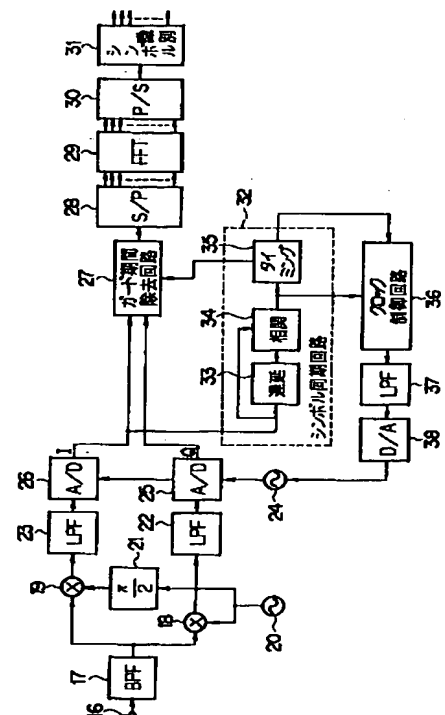 16
17
BPF
18
19
20
21
π/2
22
LPF
23
LPF
24
25
A/D
Q
26
A/D
I
27
ガード期間
除去回路
28
S/P
29
FFT
30
P/S
31
シンボル
識別
32
シンボル同期回路
33
遅延
34
相関
35
タイミング
36
クロック
制御回路
37
LPF
38
D/A